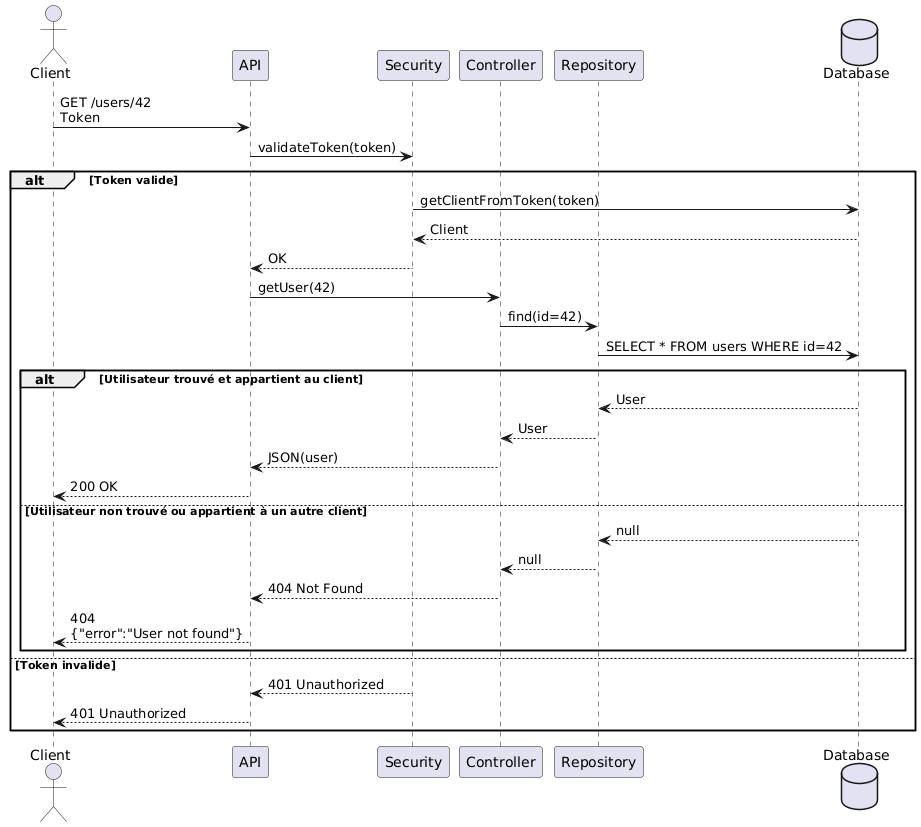 Client
API
Security
Controller
Repository
Database
GET /users/42
Token
validateToken(token)
alt
[Token valide]
getClientFromToken(token)
Client
OK
getUser(42)
find(id=42)
SELECT * FROM users WHERE id=42
alt
[Utilisateur trouvé et appartient au client]
User
User
JSON(user)
200 OK
[Utilisateur non trouvé ou appartient à un autre client]
null
null
404 Not Found
404
{"error":"User not found"}
[Token invalide]
401 Unauthorized
401 Unauthorized
Client
API
Security
Controller
Repository
Database